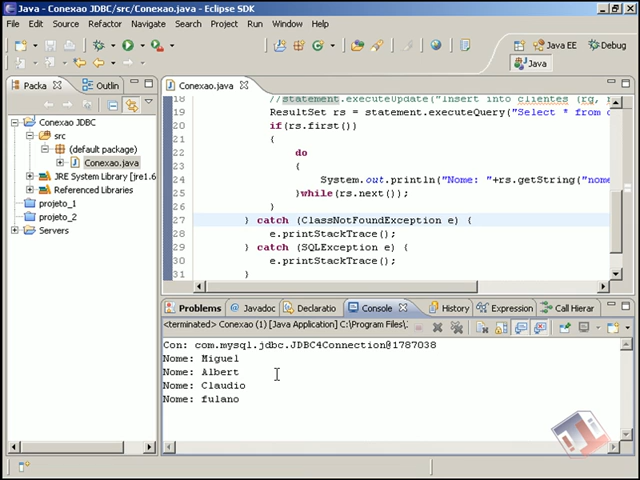 Java - Conexao JDBC/src/Conexao.java - Eclipse SDK
File Edit Source Refactor Navigate Search Project Run Window Help
Java EE
Debug
Java
Packa
Outlin
Conexao.java
Conexao JDBC
src
(default package)
Conexao.java
JRE System Library [jre1.6
Referenced Libraries
projeto_1
projeto_2
Servers
18 //statement.executeUpdate("Insert into clientes (rg,
19 ResultSet rs = statement.executeQuery("Select * from
20 if(rs.first())
21 {
22 do
23 {
24 System.out.println("Nome: "+rs.getString("nome
25 }while(rs.next());
26 }
27 } catch (ClassNotFoundException e) {
28 e.printStackTrace();
29 } catch (SQLException e) {
30 e.printStackTrace();
31 }
Problems
Javadoc
Declaratio
Console
History
Expression
Call Hierar
<terminated> Conexao (1) [Java Application] C:\Program Files\
Con: com.mysql.jdbc.JDBC4Connection@1787038
Nome: Miguel
Nome: Albert
Nome: Claudio
Nome: fulano